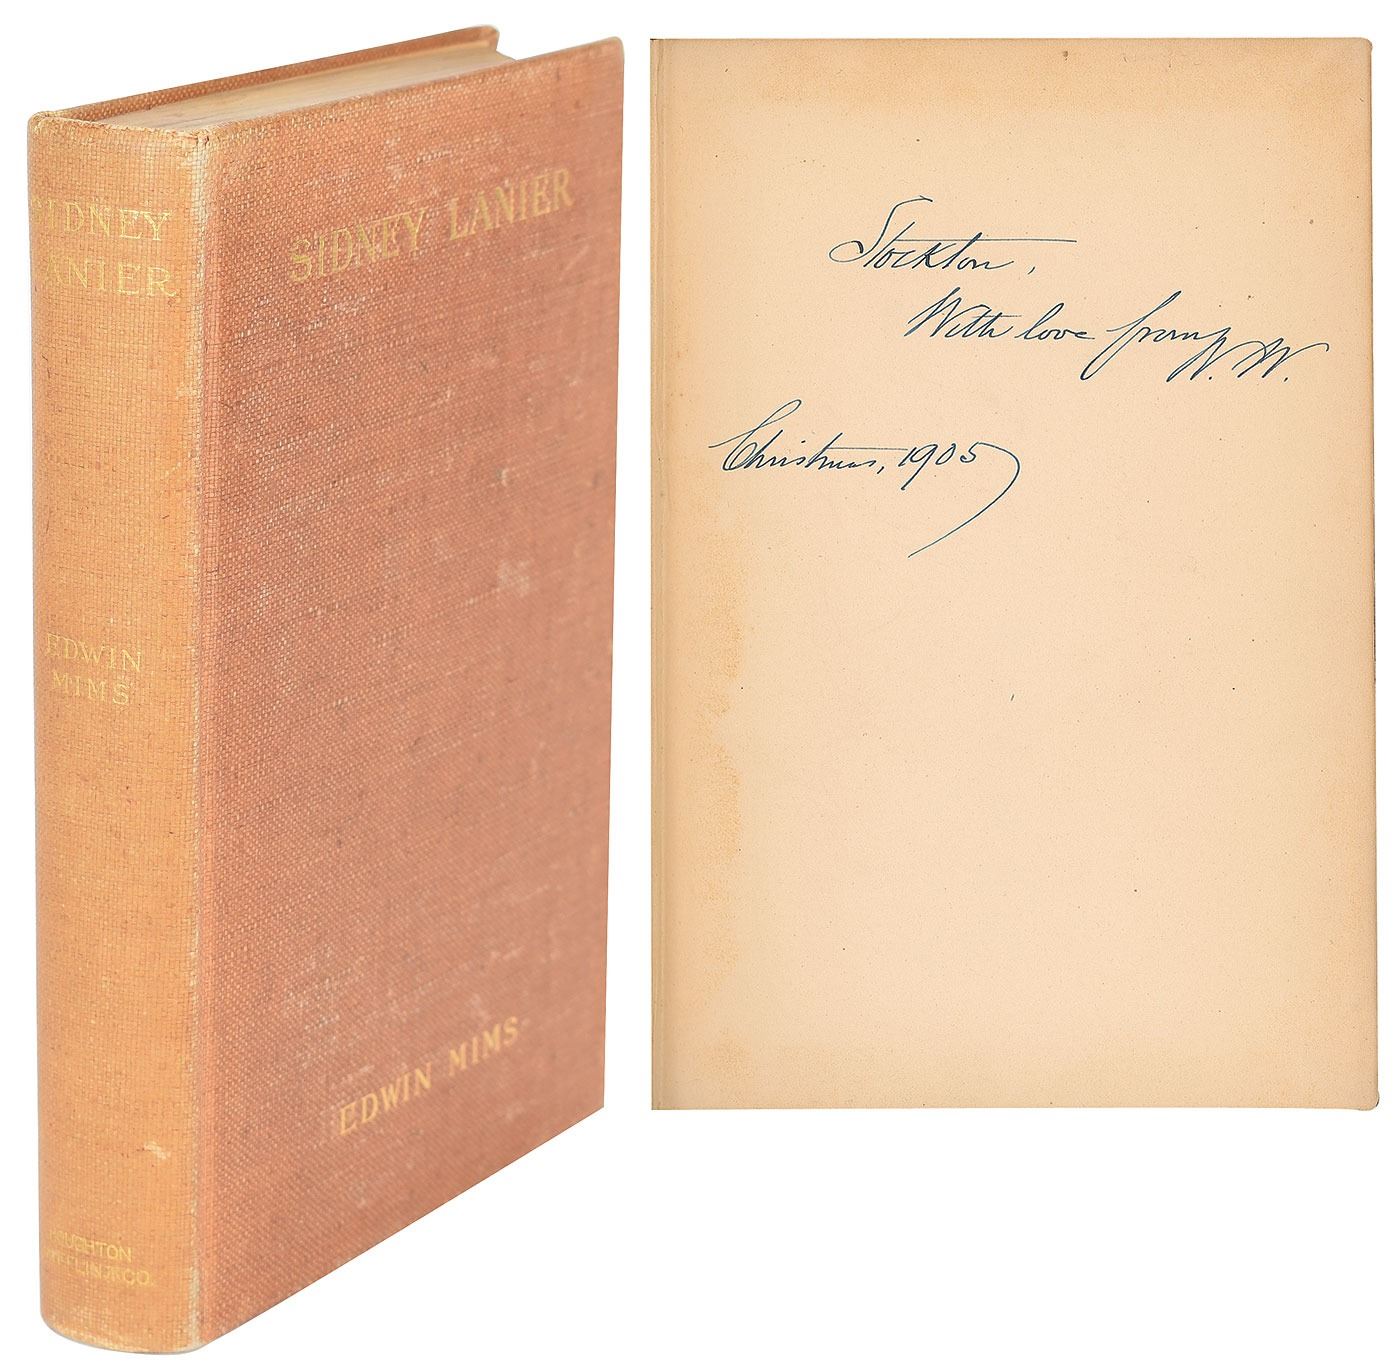 SIDNEY
LANIER
EDWIN
MIMS
HOUGHTON
MIFFLIN & CO.
SIDNEY LANIER
EDWIN MIMS
Stockton,
With love from
W. W.
Christmas, 1905